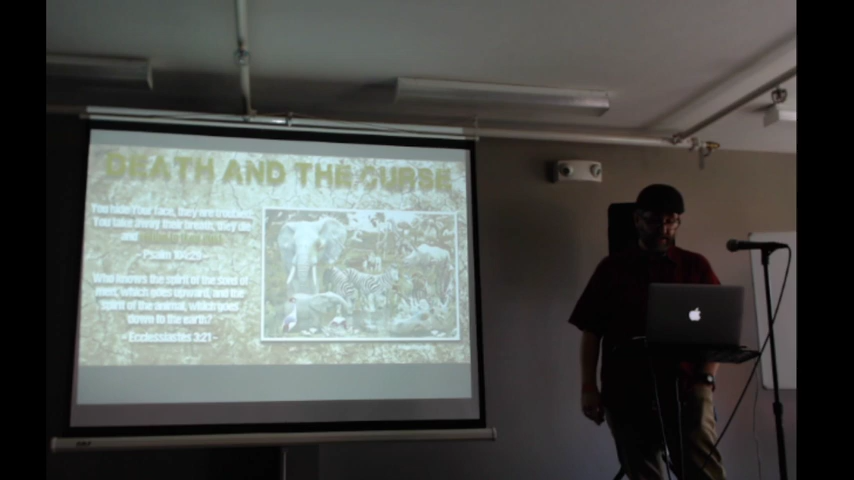 DEATH AND THE CURSE
You hide Your face, they are troubled;
You take away their breath, they die
and
- Psalm 104:29 -
Who knows the spirit of the sons of
men, which goes upward, and the
spirit of the animal, which goes
down to the earth?
- Ecclesiastes 3:21 -